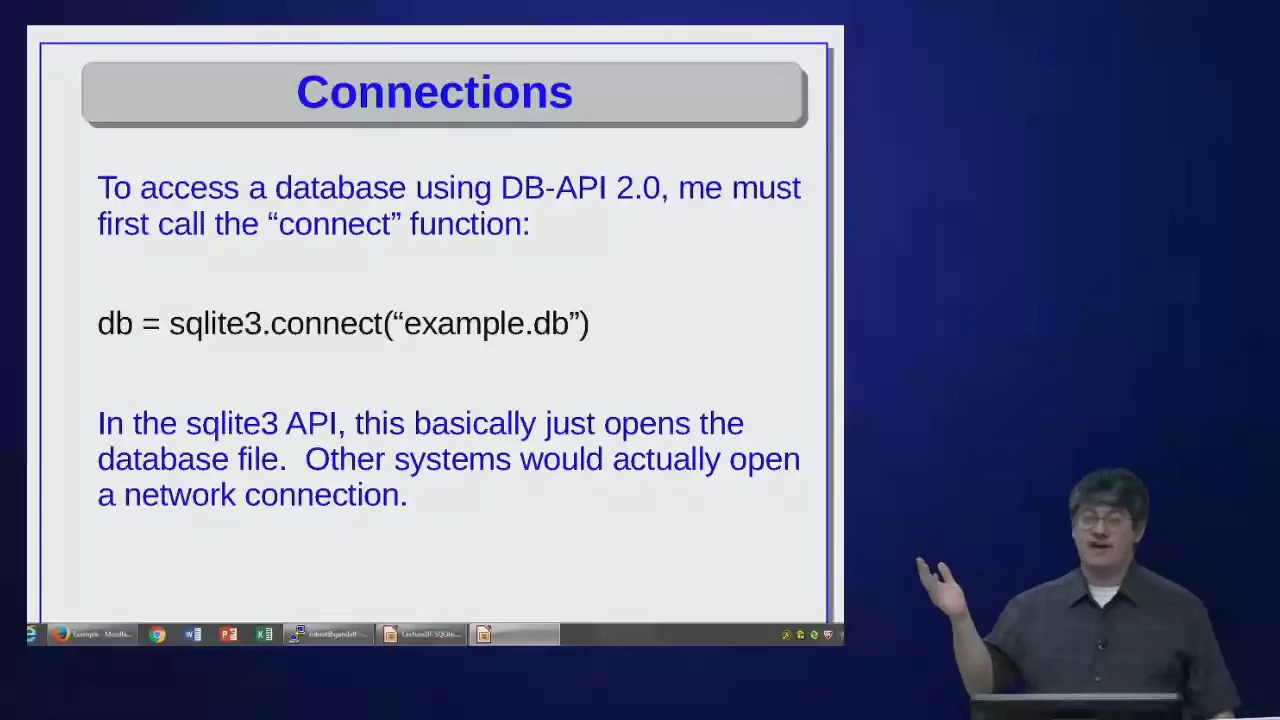 Connections
To access a database using DB-API 2.0, me must
first call the “connect” function:
db = sqlite3.connect(“example.db”)
In the sqlite3 API, this basically just opens the
database file.  Other systems would actually open
a network connection.
Example - Mozilla...